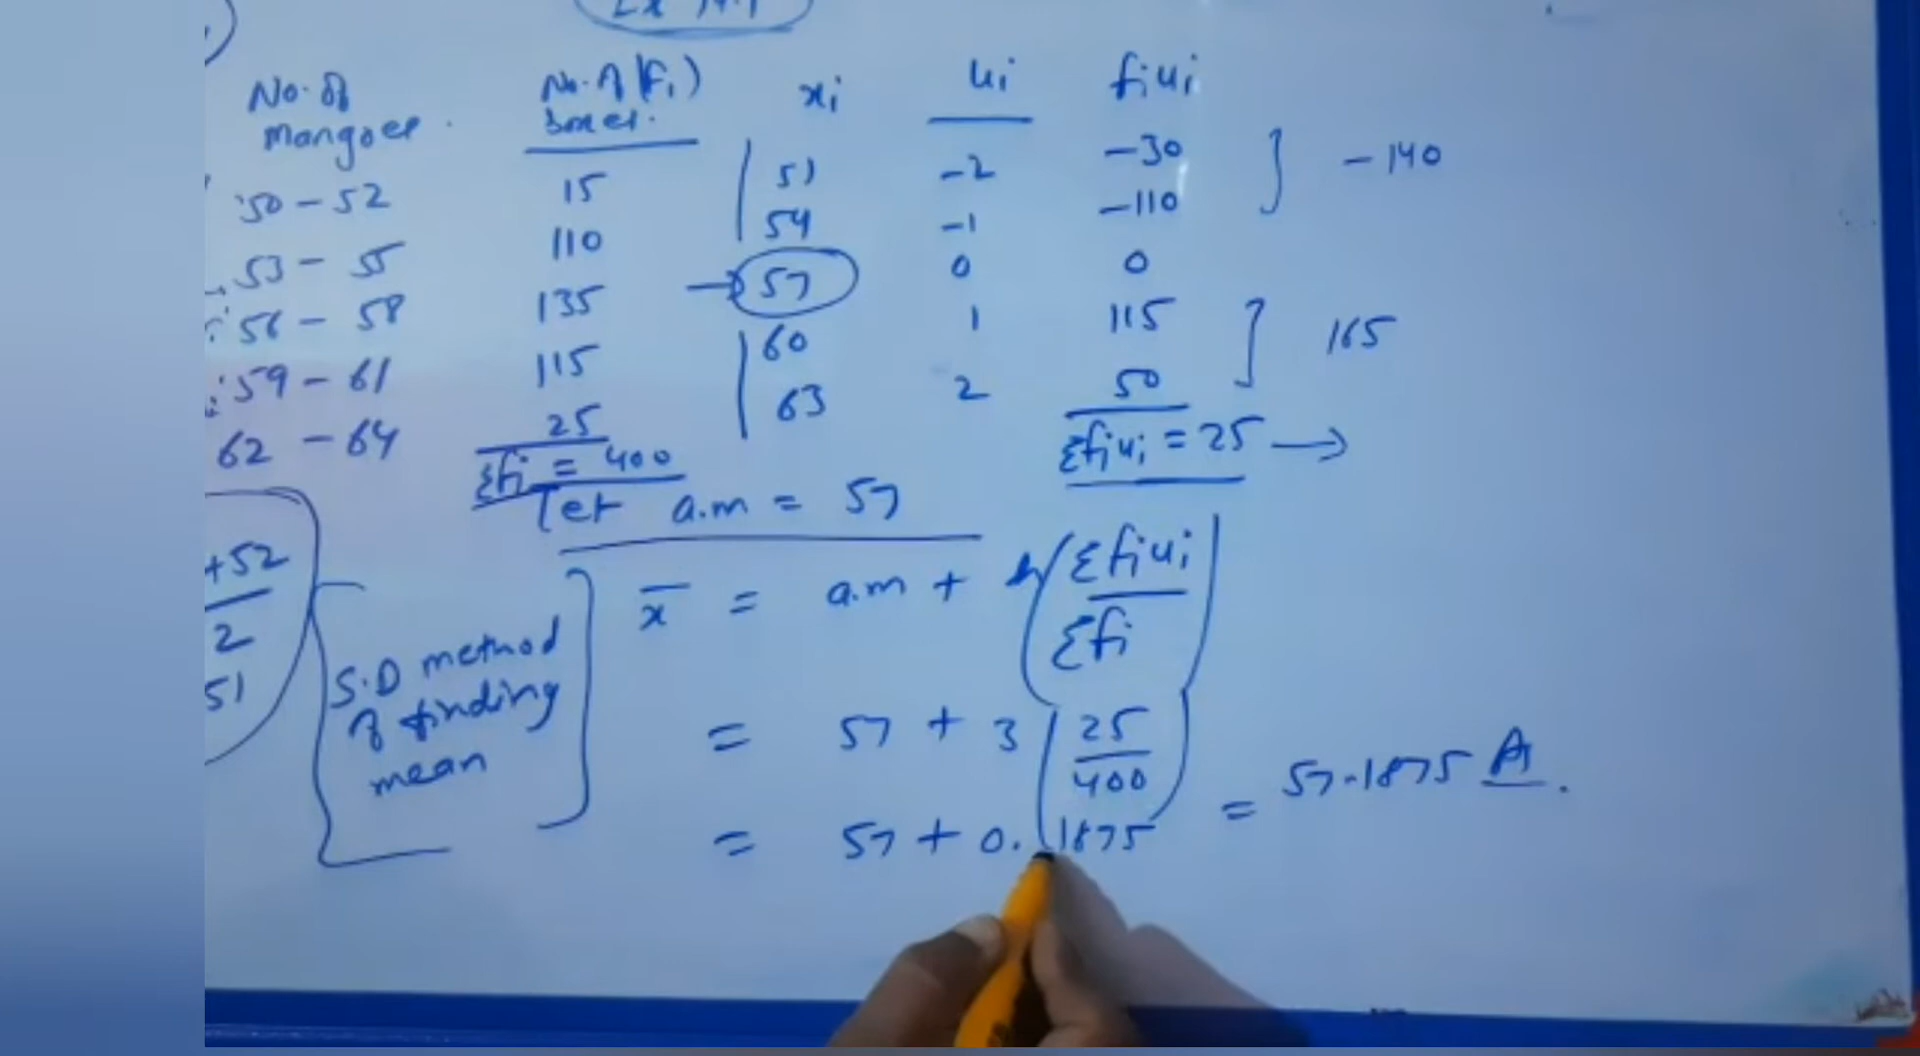 Ex 14.1
No. of mangoes. No. of (fi) boxes. xi ui fiui
50 - 52 15 51 -2 -30 ] -140
53 - 55 110 54 -1 -110
56 - 58 135 → 57 0 0
59 - 61 115 60 1 115 ] 165
62 - 64 25 63 2 50
Σfi = 400 Σfiui = 25 →
Let a.m = 57
+52
2
51
S.D method of finding mean
x̄ = a.m + h (Σfiui / Σfi)
= 57 + 3 (25 / 400)
= 57 + 0.1875 = 57.1875 A.